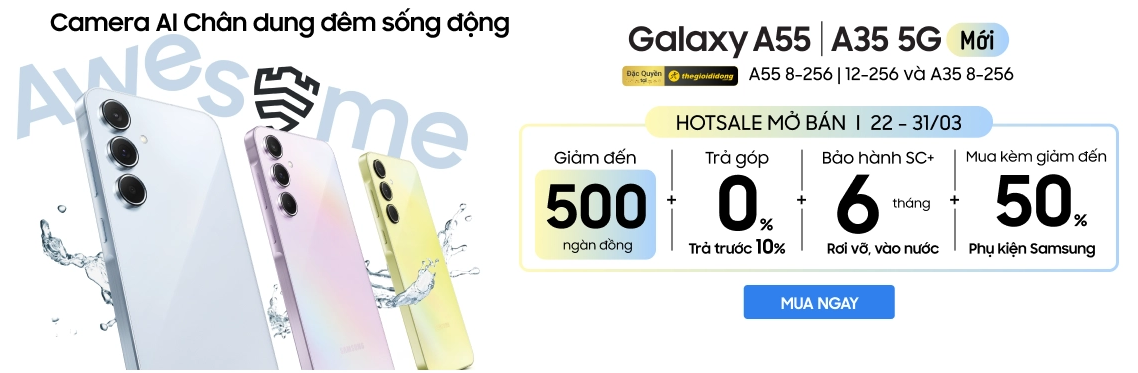 Camera AI Chân dung đêm sống động
Awesome
Galaxy A55 | A35 5G Mới
Đặc Quyền tại thegioididong A55 8-256 | 12-256 và A35 8-256
HOTSALE MỞ BÁN I 22 - 31/03
Giảm đến
500
ngàn đồng
+
Trả góp
0%
Trả trước 10%
+
Bảo hành SC+
6 tháng
Rơi vỡ, vào nước
+
Mua kèm giảm đến
50%
Phụ kiện Samsung
MUA NGAY
SAMSUNG